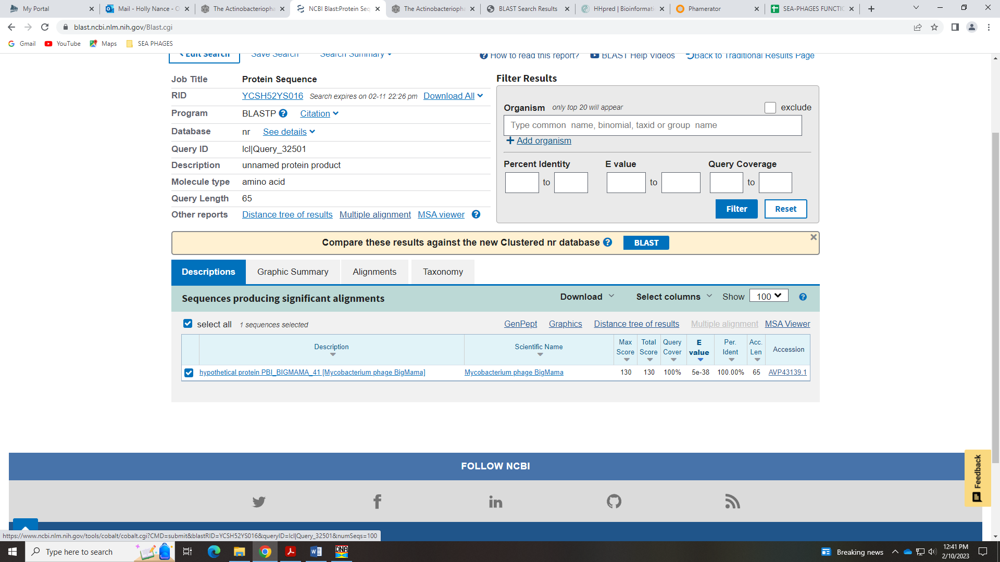 My Portal
Mail - Holly Nance - O
The Actinobacteriopha
NCBI Blast:Protein Seq
The Actinobacteriopha
BLAST Search Results
HHpred | Bioinformati
Phamerator
SEA-PHAGES FUNCTIO
blast.ncbi.nlm.nih.gov/Blast.cgi
Gmail
YouTube
Maps
SEA PHAGES
Edit Search
Save Search
Search Summary
How to read this report?
BLAST Help Videos
Back to Traditional Results Page
Job Title Protein Sequence
RID YCSH52YS016 Search expires on 02-11 22:26 pm Download All
Program BLASTP Citation
Database nr See details
Query ID lcl|Query_32501
Description unnamed protein product
Molecule type amino acid
Query Length 65
Other reports Distance tree of results Multiple alignment MSA viewer
Filter Results
Organism only top 20 will appear exclude
Type common name, binomial, taxid or group name
Add organism
Percent Identity E value Query Coverage
to to to
Filter Reset
Compare these results against the new Clustered nr database BLAST
Descriptions Graphic Summary Alignments Taxonomy
Sequences producing significant alignments Download Select columns Show 100
select all 1 sequences selected GenPept Graphics Distance tree of results Multiple alignment MSA Viewer
Description Scientific Name Max Score Total Score Query Cover E value Per. Ident Acc. Len Accession
hypothetical protein PBI_BIGMAMA_41 [Mycobacterium phage BigMama] Mycobacterium phage BigMama 130 130 100% 5e-38 100.00% 65 AVP43139.1
FOLLOW NCBI
Feedback
https://www.ncbi.nlm.nih.gov/tools/cobalt/cobalt.cgi?CMD=submit&blastRID=YCSH52YS016&queryID=lcl|Query_32501&numSeqs=100
Type here to search
DNA
Breaking news
12:41 PM
2/10/2023